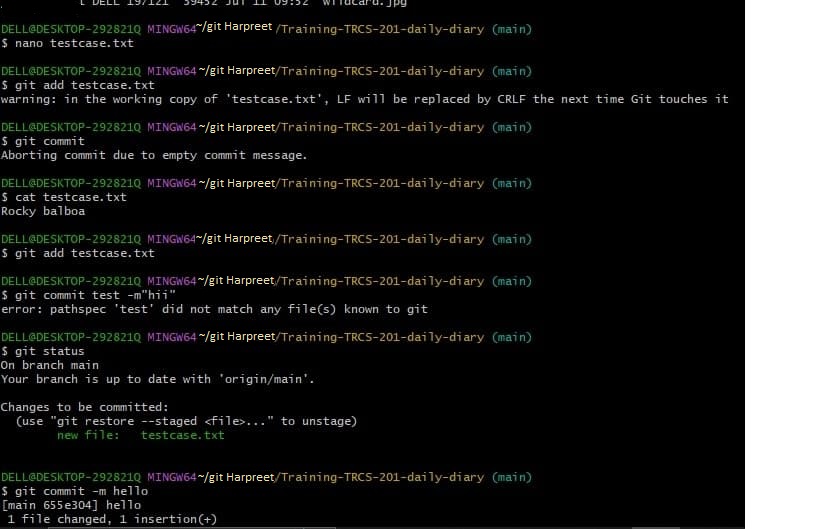 t DELL 197121  39452 Jul 11 09:52  wildcard.jpg
DELL@DESKTOP-292821Q MINGW64 ~/git Harpreet /Training-TRCS-201-daily-diary (main)
$ nano testcase.txt
DELL@DESKTOP-292821Q MINGW64 ~/git Harpreet/Training-TRCS-201-daily-diary (main)
$ git add testcase.txt
warning: in the working copy of 'testcase.txt', LF will be replaced by CRLF the next time Git touches it
DELL@DESKTOP-292821Q MINGW64 ~/git Harpreet/Training-TRCS-201-daily-diary (main)
$ git commit
Aborting commit due to empty commit message.
DELL@DESKTOP-292821Q MINGW64 ~/git Harpreet/Training-TRCS-201-daily-diary (main)
$ cat testcase.txt
Rocky balboa
DELL@DESKTOP-292821Q MINGW64~/git Harpreet/Training-TRCS-201-daily-diary (main)
$ git add testcase.txt
DELL@DESKTOP-292821Q MINGW64 ~/git Harpreet/Training-TRCS-201-daily-diary (main)
$ git commit test -m"hii"
error: pathspec 'test' did not match any file(s) known to git
DELL@DESKTOP-292821Q MINGW64~/git Harpreet/Training-TRCS-201-daily-diary (main)
$ git status
On branch main
Your branch is up to date with 'origin/main'.
Changes to be committed:
(use "git restore --staged <file>..." to unstage)
new file:   testcase.txt
DELL@DESKTOP-292821Q MINGW64~/git Harpreet/Training-TRCS-201-daily-diary (main)
$ git commit -m hello
[main 655e304] hello
1 file changed, 1 insertion(+)